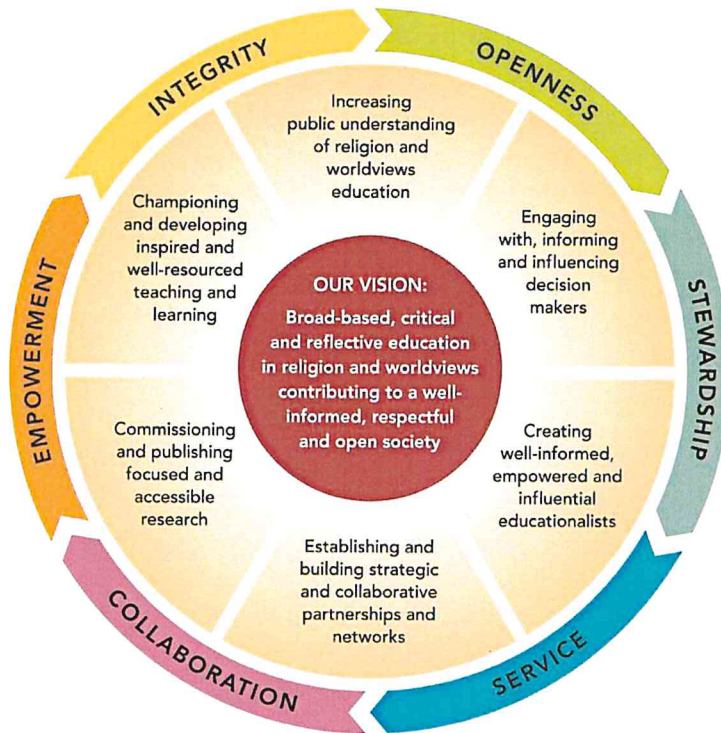 INTEGRITY
OPENNESS
STEWARDSHIP
SERVICE
COLLABORATION
EMPOWERMENT
Increasing
public understanding
of religion and
worldviews
education
Engaging
with, informing
and influencing
decision
makers
Creating
well-informed,
empowered and
influential
educationalists
Establishing and
building strategic
and collaborative
partnerships and
networks
Commissioning
and publishing
focused and
accessible
research
Championing
and developing
inspired and
well-resourced
teaching and
learning
OUR VISION:
Broad-based, critical
and reflective education
in religion and worldviews
contributing to a well-
informed, respectful
and open society